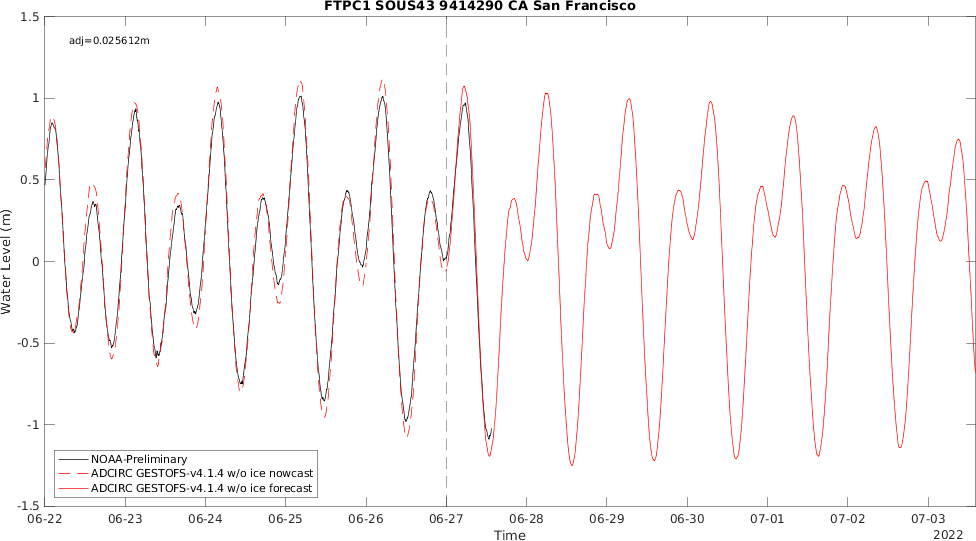 FTPC1 SOUS43 9414290 CA San Francisco
1.5
adj=0.025612m
1
0.5
0
-0.5
-1
-1.5
Water Level (m)
NOAA-Preliminary
ADCIRC GESTOFS-v4.1.4 w/o ice nowcast
ADCIRC GESTOFS-v4.1.4 w/o ice forecast
06-22 06-23 06-24 06-25 06-26 06-27 06-28 06-29 06-30 07-01 07-02 07-03
Time
2022